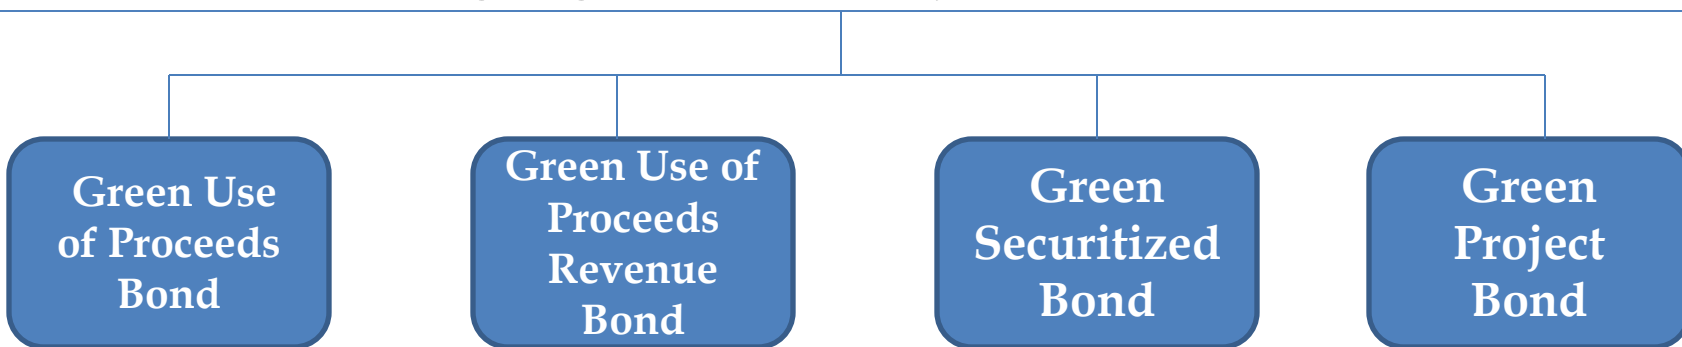 Green Use
of Proceeds
Bond
Green Use of
Proceeds
Revenue
Bond
Green
Securitized
Bond
Green
Project
Bond